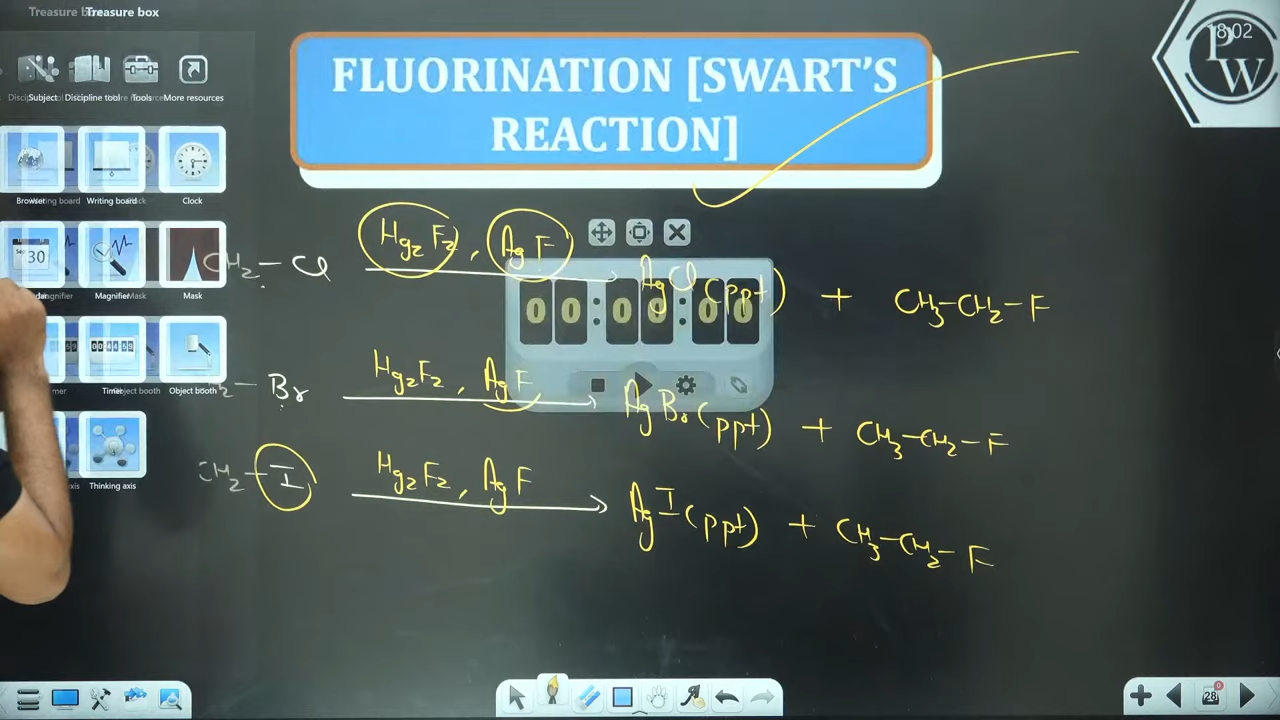 Treasure box
18:02
FLUORINATION [SWART'S
REACTION]
Subject Discipline tool Tools More resources
Browser Writing board Clock
Magnifier Mask
Timer Object booth
Thinking axis
30
00:00:00
CH2-Cl Hg2F2, AgF AgCl(ppt) + CH3-CH2-F
-Br Hg2F2, AgF AgBr(ppt) + CH3-CH2-F
CH2-I Hg2F2, AgF AgI(ppt) + CH3-CH2-F
PW
28